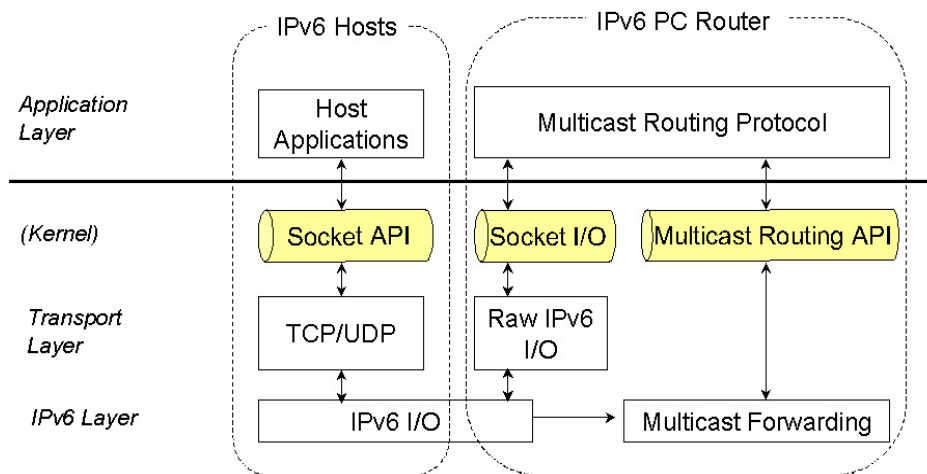 IPv6 Hosts
IPv6 PC Router
Application
Layer
Host
Applications
Multicast Routing Protocol
(Kernel)
Socket API
Socket I/O
Multicast Routing API
Transport
Layer
TCP/UDP
Raw IPv6
I/O
IPv6 Layer
IPv6 I/O
Multicast Forwarding